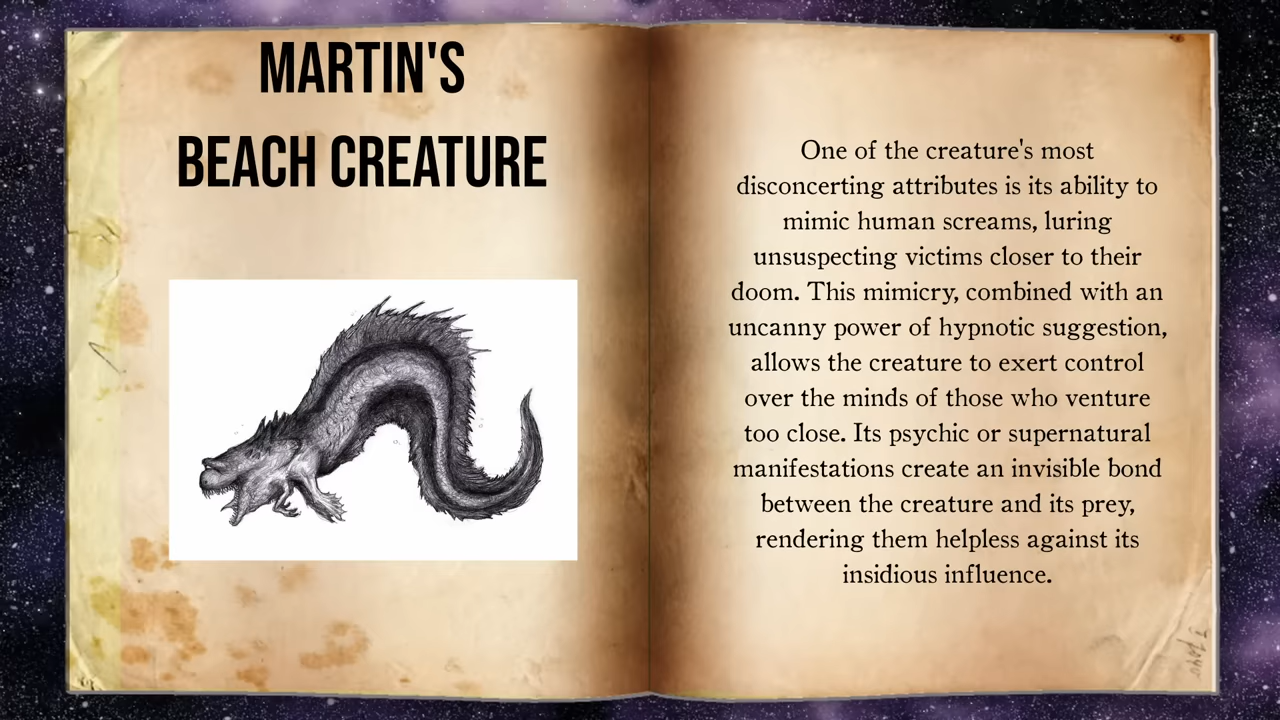 MARTIN'S
BEACH CREATURE
One of the creature's most
disconcerting attributes is its ability to
mimic human screams, luring
unsuspecting victims closer to their
doom. This mimicry, combined with an
uncanny power of hypnotic suggestion,
allows the creature to exert control
over the minds of those who venture
too close. Its psychic or supernatural
manifestations create an invisible bond
between the creature and its prey,
rendering them helpless against its
insidious influence.